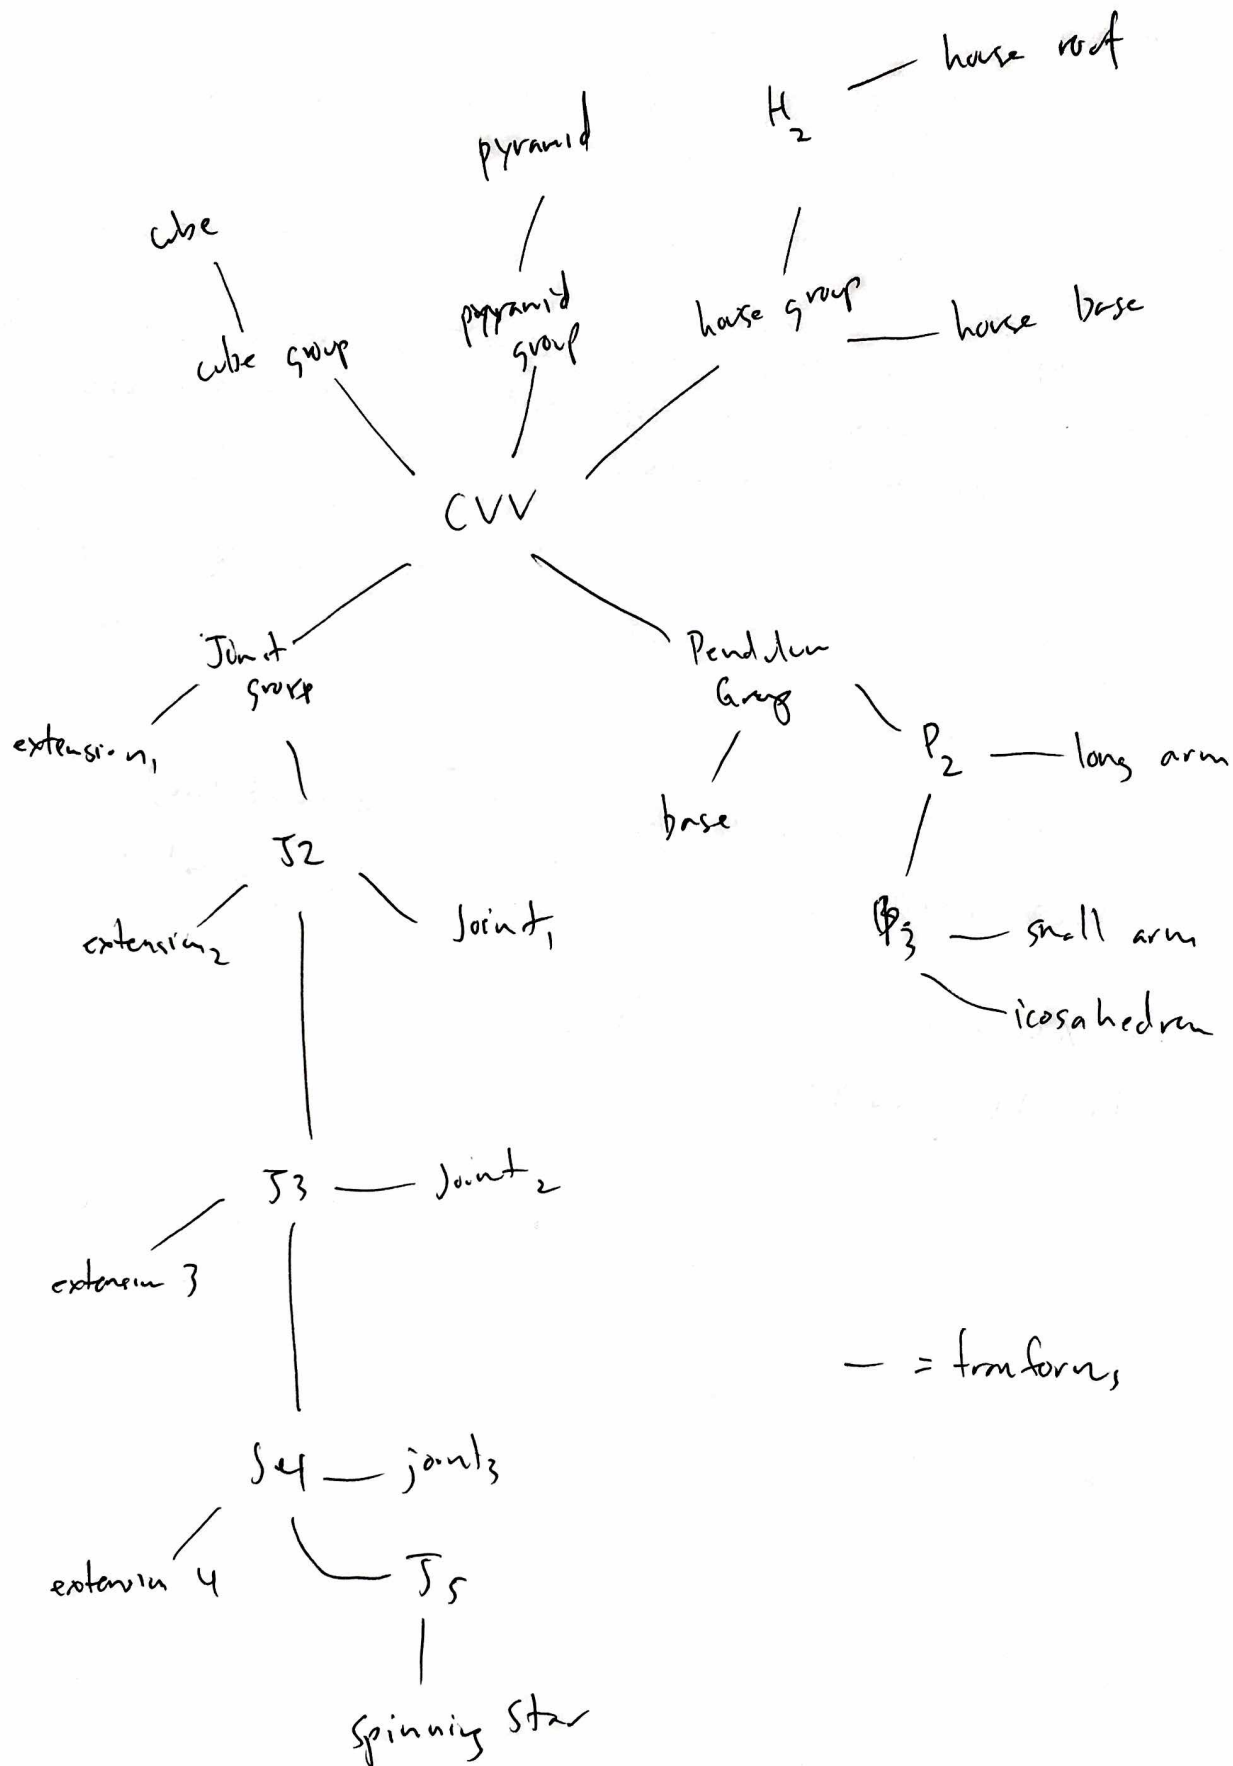 house roof
H2
pyramid
cube
pyramid
group
house group
house base
cube group
CVV
Joint
group
Pendulum
Group
extension1
P2
long arm
base
J2
extension2
Joint1
P3
small arm
icosahedron
J3
Joint2
extension 3
— = tranforms
J4
joint3
extension 4
J5
spinning star